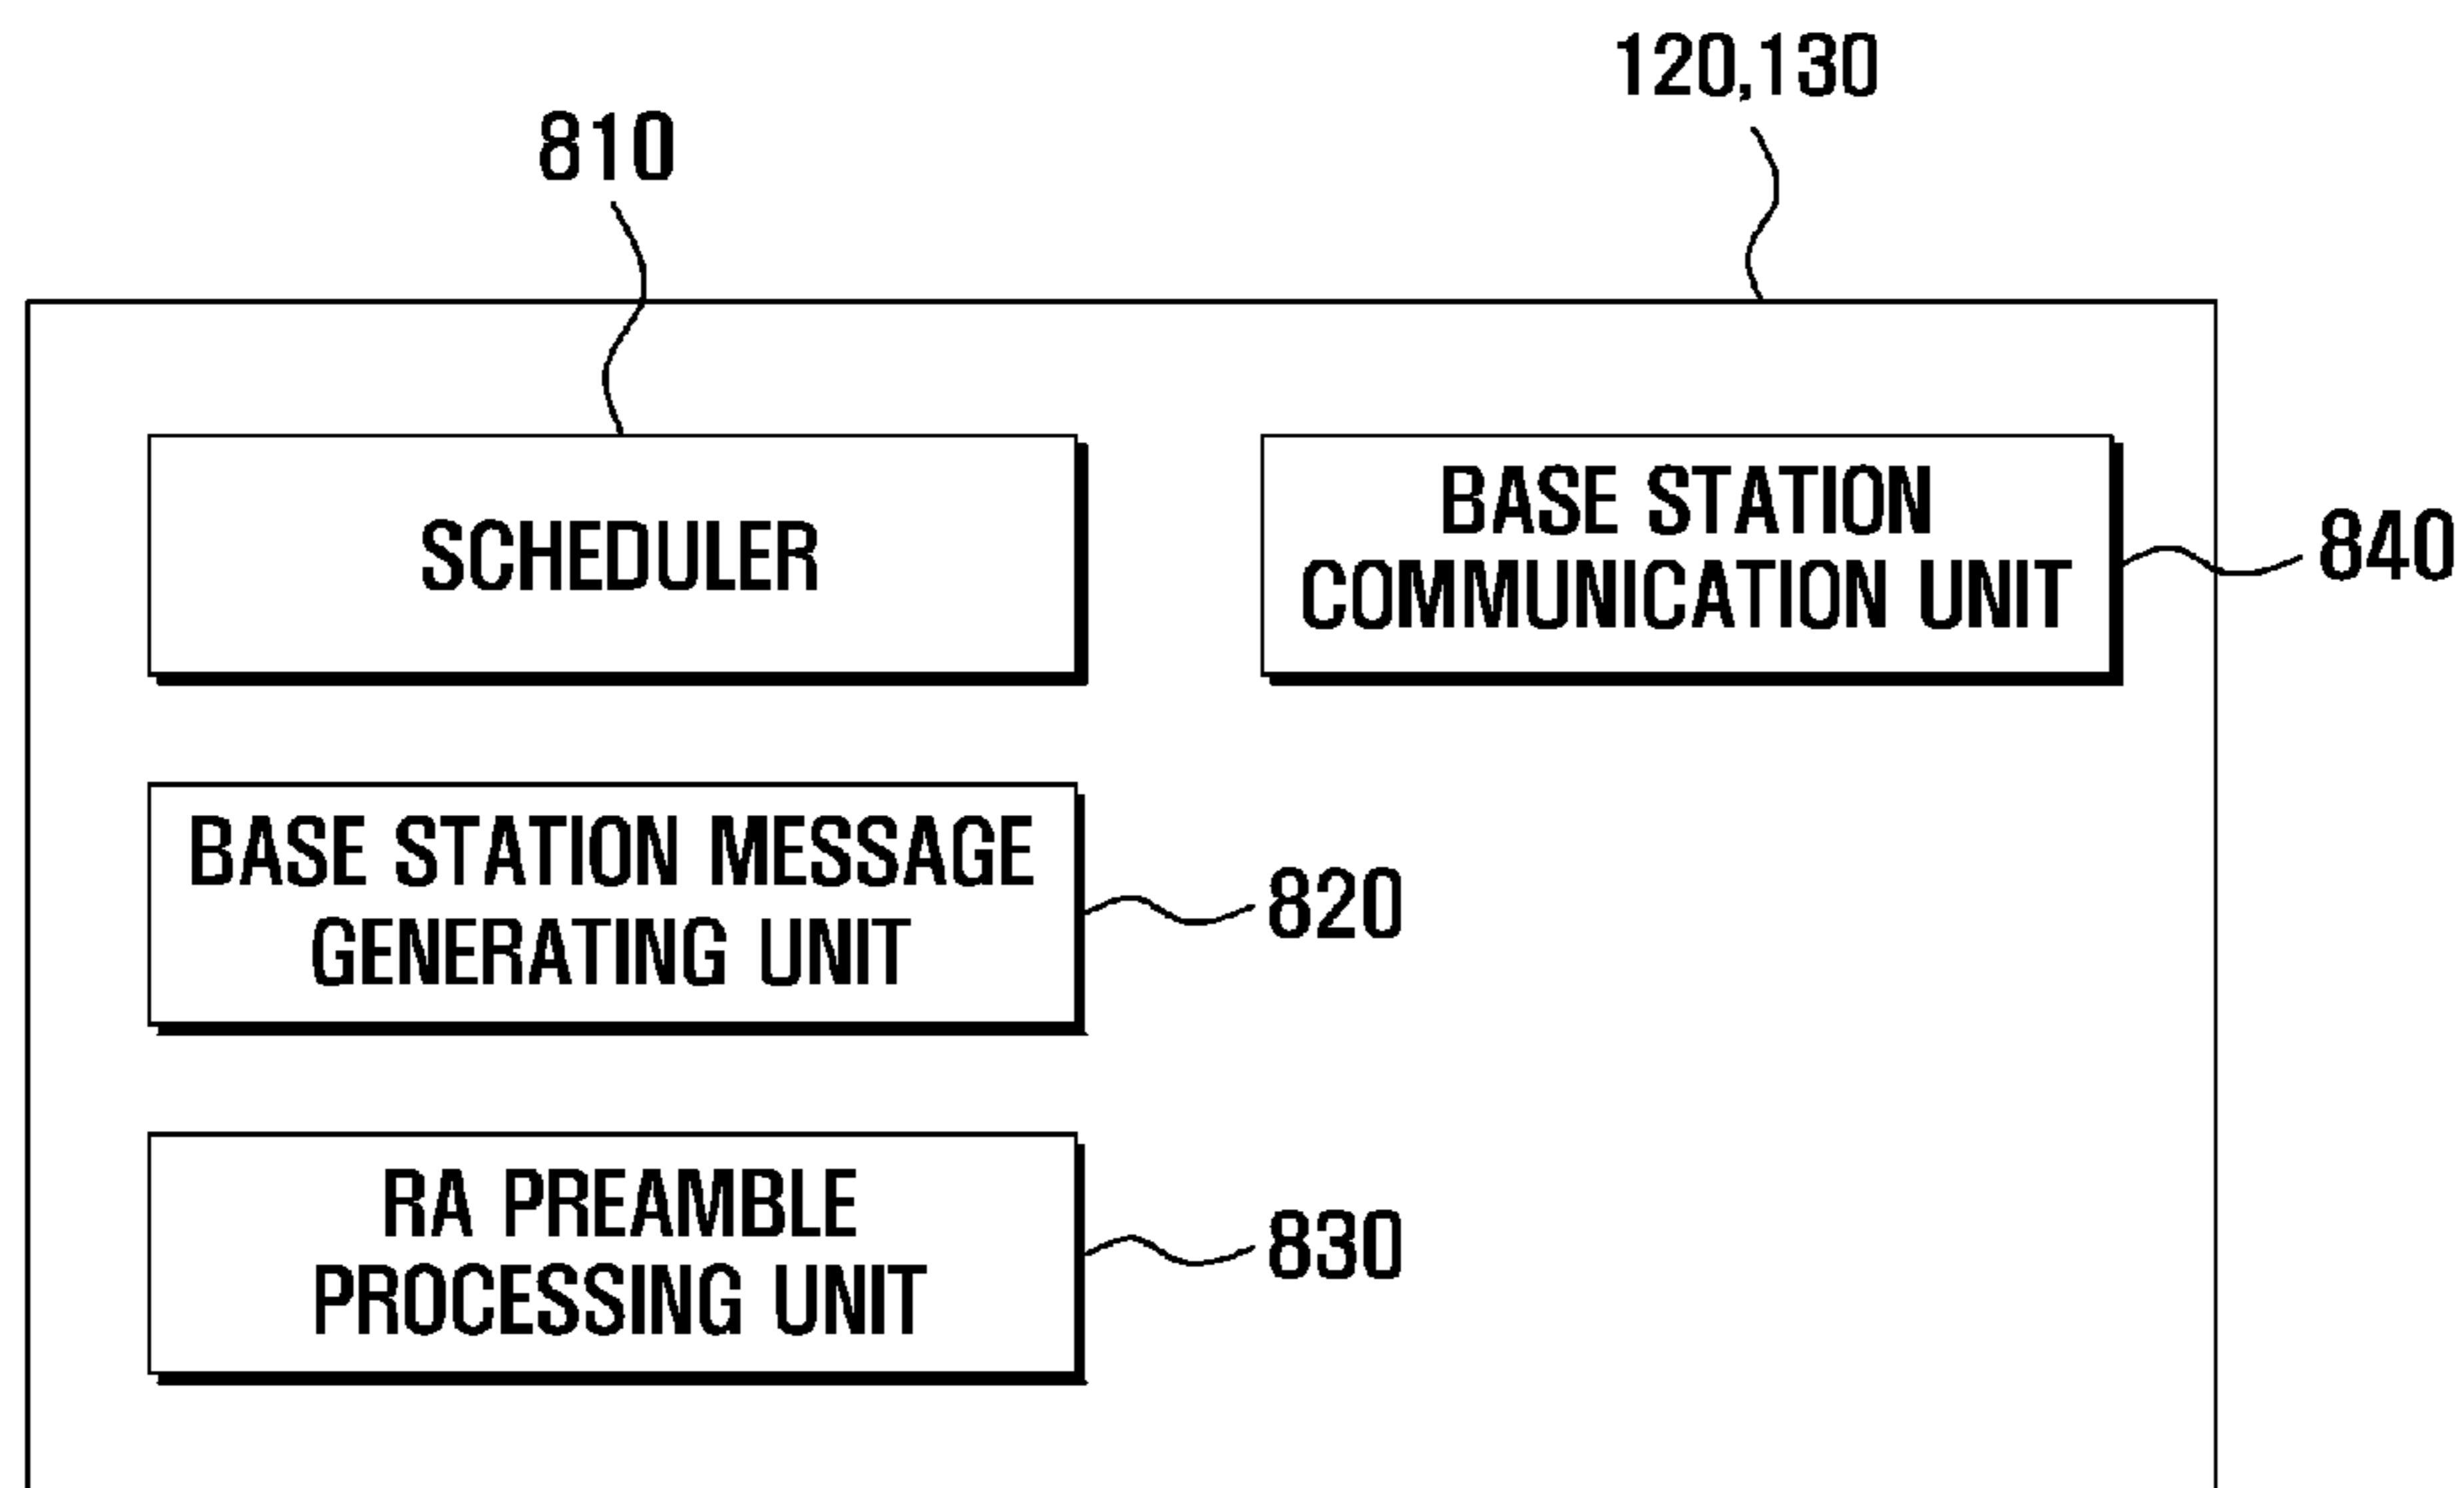 120,130
810
SCHEDULER
BASE STATION
COMMUNICATION UNIT
840
BASE STATION MESSAGE
GENERATING UNIT
820
RA PREAMBLE
PROCESSING UNIT
830